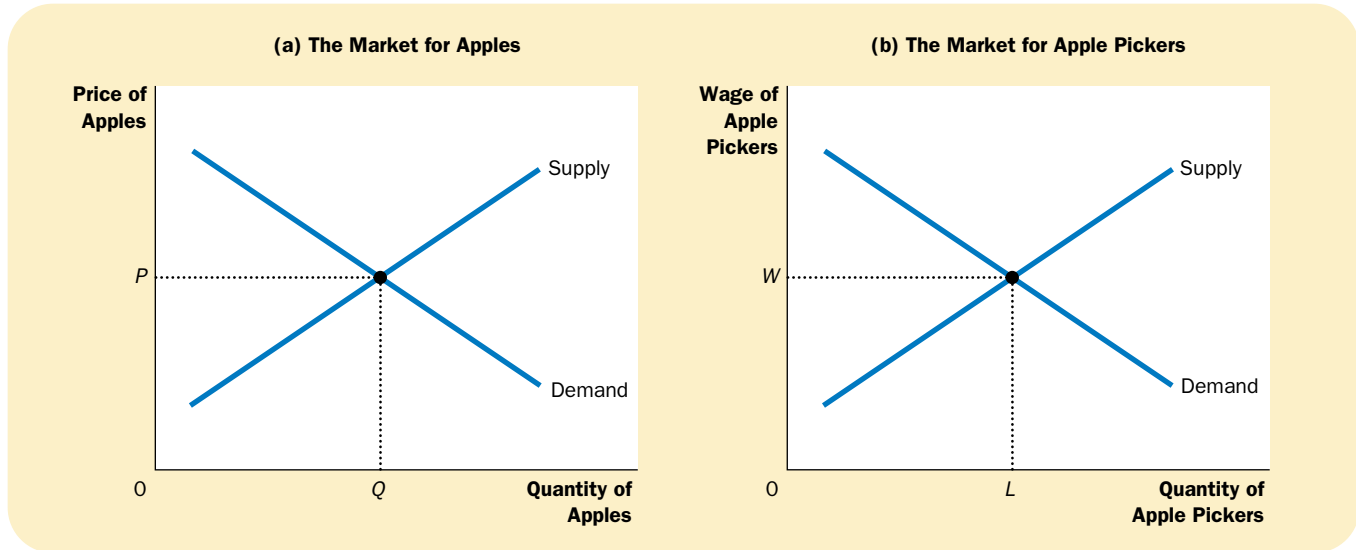 (a) The Market for Apples
Price of
Apples
Supply
P
Demand
0
Q
Quantity of
Apples
(b) The Market for Apple Pickers
Wage of
Apple
Pickers
Supply
W
Demand
0
L
Quantity of
Apple Pickers